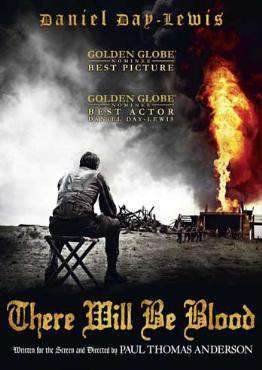 Daniel Day-Lewis
GOLDEN GLOBE
NOMINEE
BEST PICTURE
GOLDEN GLOBE
NOMINEE
BEST ACTOR
DANIEL DAY-LEWIS
There Will Be Blood
Written for the Screen and Directed by PAUL THOMAS ANDERSON